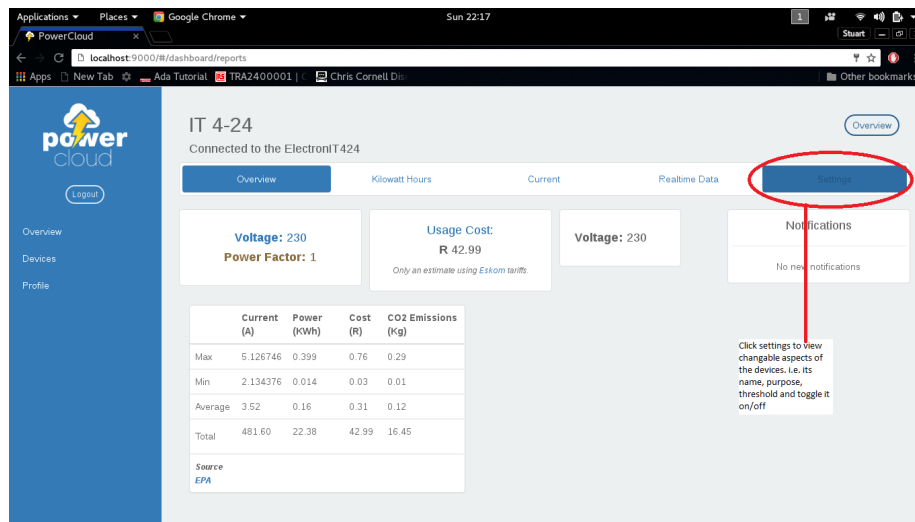 Applications Places Google Chrome Sun 22:17 1
PowerCloud × Stuart
localhost:9000/#/dashboard/reports
Apps New Tab Ada Tutorial RS TRA2400001 | Chris Cornell Dis Other bookmarks
power
cloud
Logout
Overview
Devices
Profile
IT 4-24
Connected to the ElectronIT424
Overview
Overview Kilowatt Hours Current Realtime Data Settings
Voltage: 230
Power Factor: 1
Usage Cost:
R 42.99
Only an estimate using Eskom tariffs.
Voltage: 230
Notifications
No new notifications
Current (A) Power (KWh) Cost (R) CO2 Emissions (Kg)
Max 5.126746 0.399 0.76 0.29
Min 2.134376 0.014 0.03 0.01
Average 3.52 0.16 0.31 0.12
Total 481.60 22.38 42.99 16.45
Source
EPA
Click settings to view
changable aspects of
the devices. i.e. its
name, purpose,
threshold and toggle it
on/off